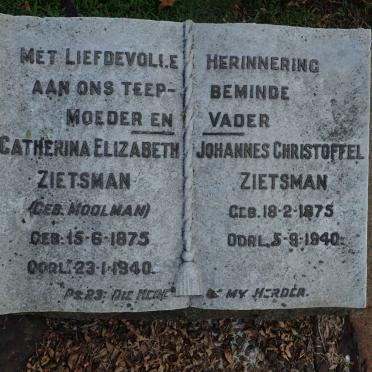 MET LIEFDEVOLLE HERINNERING
AAN ONS TEER- BEMINDE
MOEDER EN VADER
CATHERINA ELIZABETH
ZIETSMAN
(GEB. MOOLMAN)
GEB. 15-6-1875
OORL. 23-1-1940.
JOHANNES CHRISTOFFEL
ZIETSMAN
GEB. 18-2-1875
OORL. 5-9-1940.
PS. 23: DIE HERE IS MY HERDER.